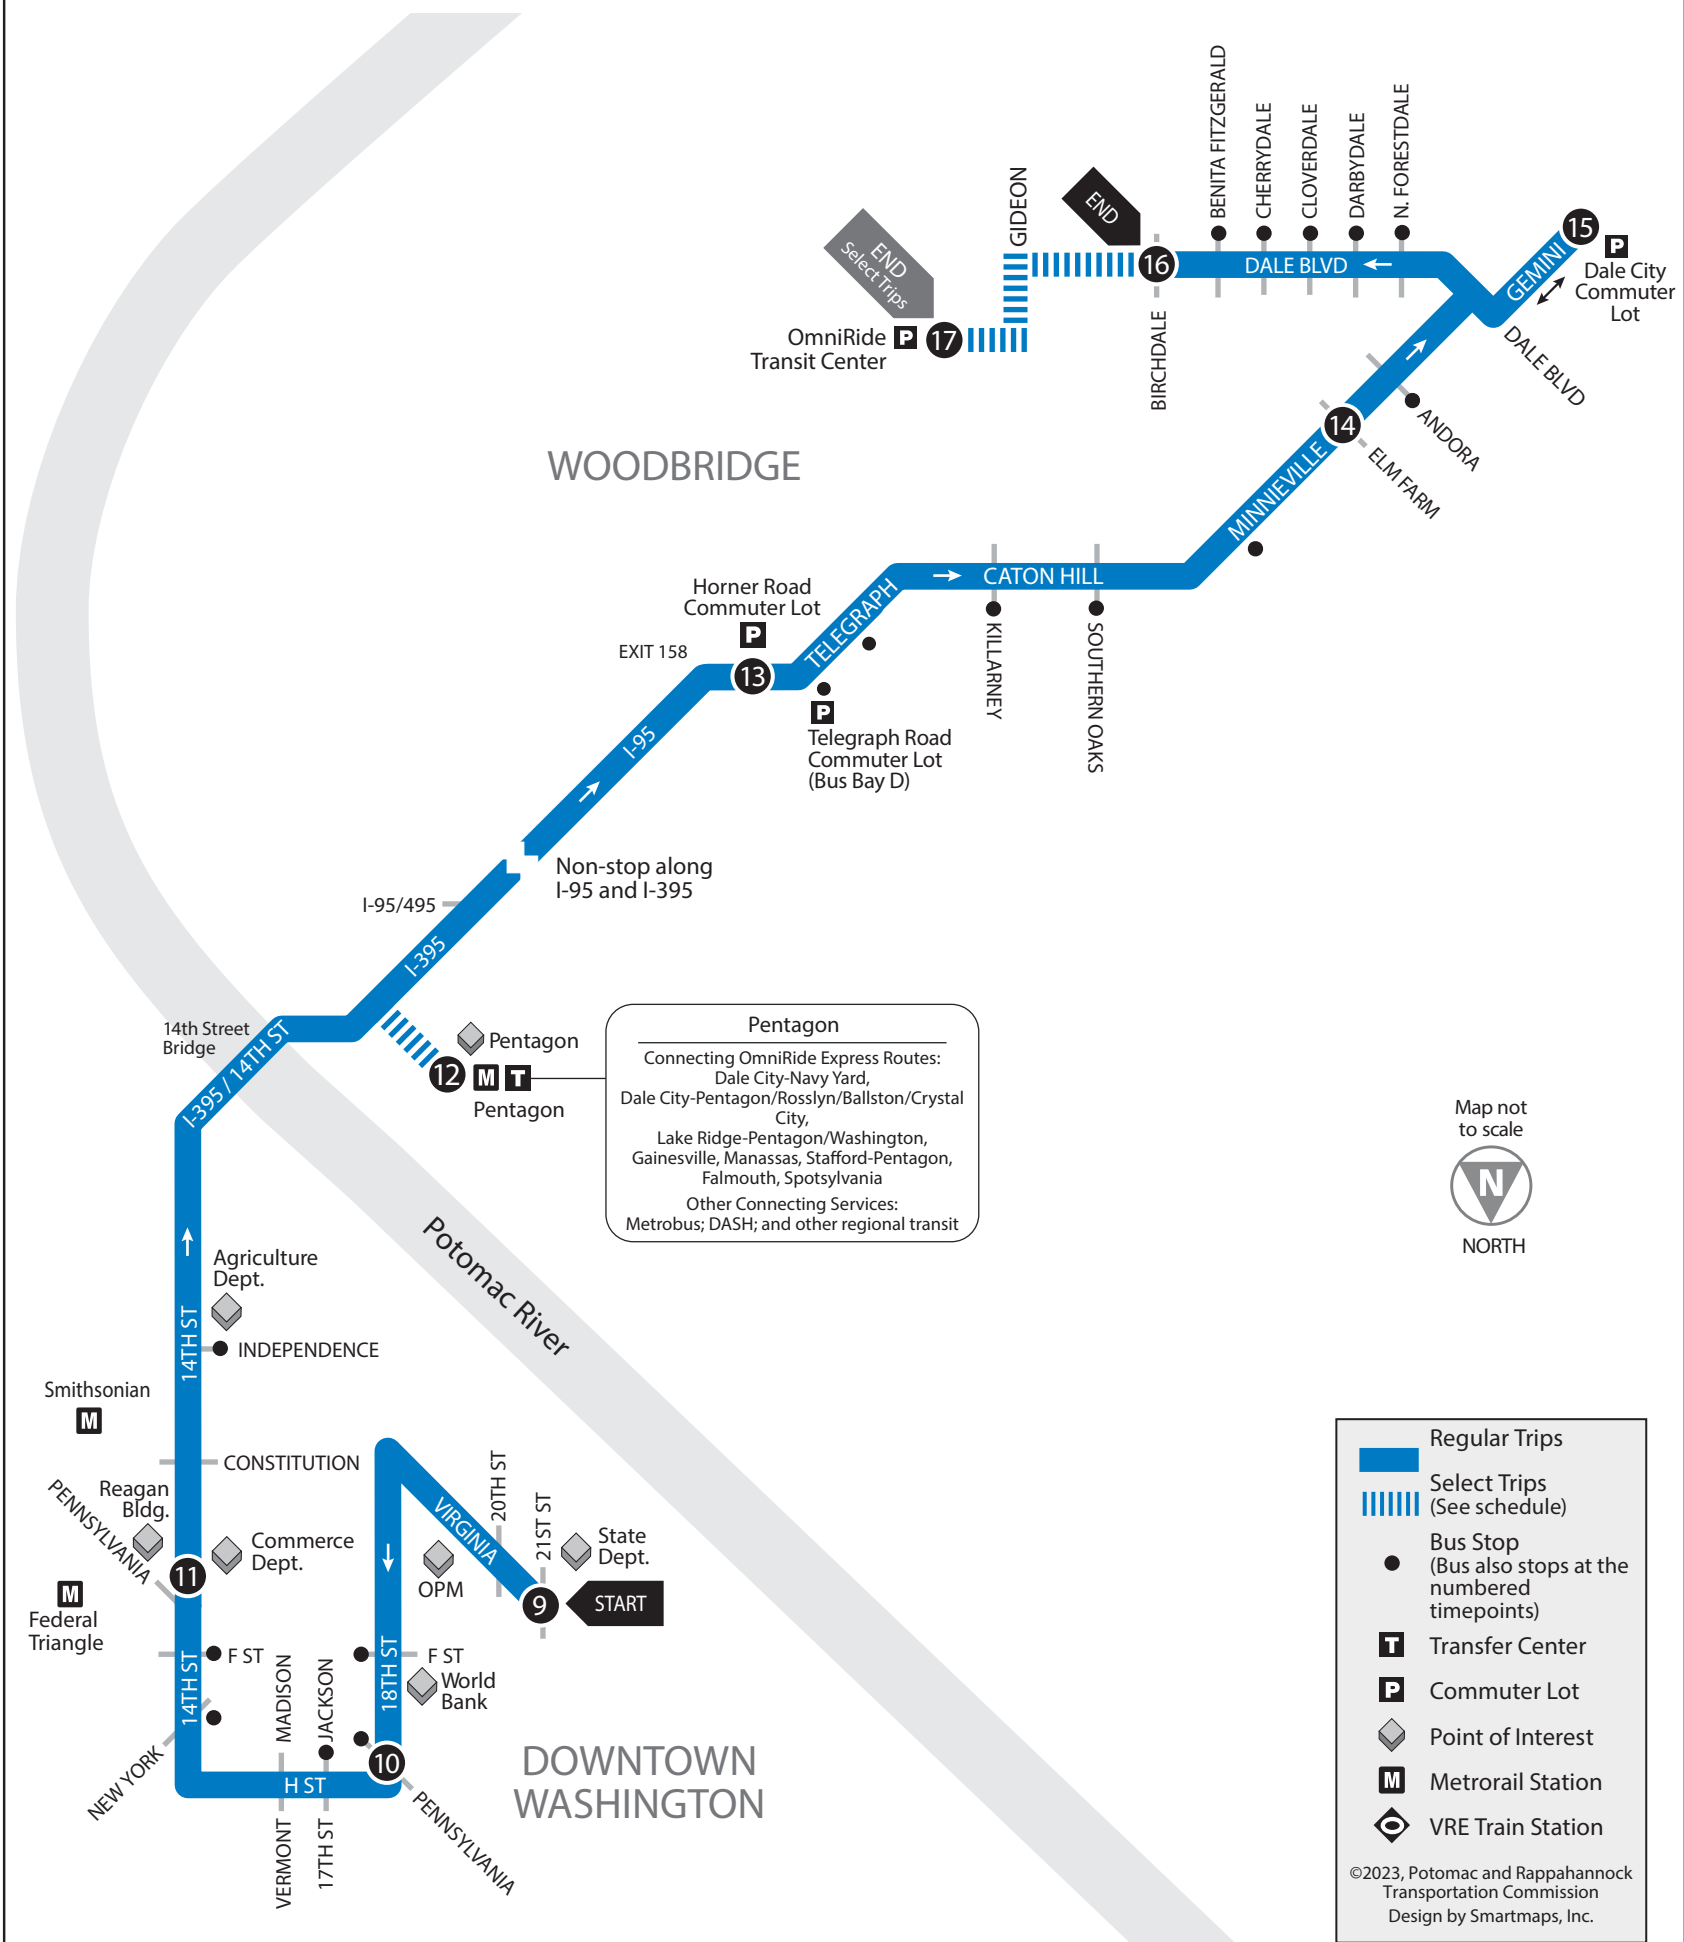 BENITA FITZGERALD
CHERRYDALE
CLOVERDALE
DARBYDALE
N. FORESTDALE
GIDEON
END
END
Select Trips
15
P
Dale City
Commuter
Lot
GEMINI
16
DALE BLVD
OmniRide
Transit Center
P
17
BIRCHDALE
DALE BLVD
ANDORA
14
ELM FARM
MINNIEVILLE
WOODBRIDGE
CATON HILL
KILLARNEY
SOUTHERN OAKS
Horner Road
Commuter Lot
P
EXIT 158
13
TELEGRAPH
P
Telegraph Road
Commuter Lot
(Bus Bay D)
I-95
Non-stop along
I-95 and I-395
I-95/495
I-395
14th Street
Bridge
I-395 / 14TH ST
Pentagon
12
M
T
Pentagon
Pentagon
Connecting OmniRide Express Routes:
Dale City-Navy Yard,
Dale City-Pentagon/Rosslyn/Ballston/Crystal
City,
Lake Ridge-Pentagon/Washington,
Gainesville, Manassas, Stafford-Pentagon,
Falmouth, Spotsylvania
Other Connecting Services:
Metrobus; DASH; and other regional transit
Map not
to scale
N
NORTH
Potomac River
Agriculture
Dept.
14TH ST
INDEPENDENCE
Smithsonian
M
CONSTITUTION
Reagan
Bldg.
PENNSYLVANIA
Commerce
Dept.
11
M
Federal
Triangle
F ST
14TH ST
NEW YORK
MADISON
JACKSON
H ST
VERMONT
17TH ST
VIRGINIA
20TH ST
21ST ST
State
Dept.
OPM
9
START
18TH ST
F ST
World
Bank
10
PENNSYLVANIA
DOWNTOWN
WASHINGTON
Regular Trips
Select Trips
(See schedule)
Bus Stop
(Bus also stops at the
numbered
timepoints)
T
Transfer Center
P
Commuter Lot
Point of Interest
M
Metrorail Station
VRE Train Station
©2023, Potomac and Rappahannock
Transportation Commission
Design by Smartmaps, Inc.